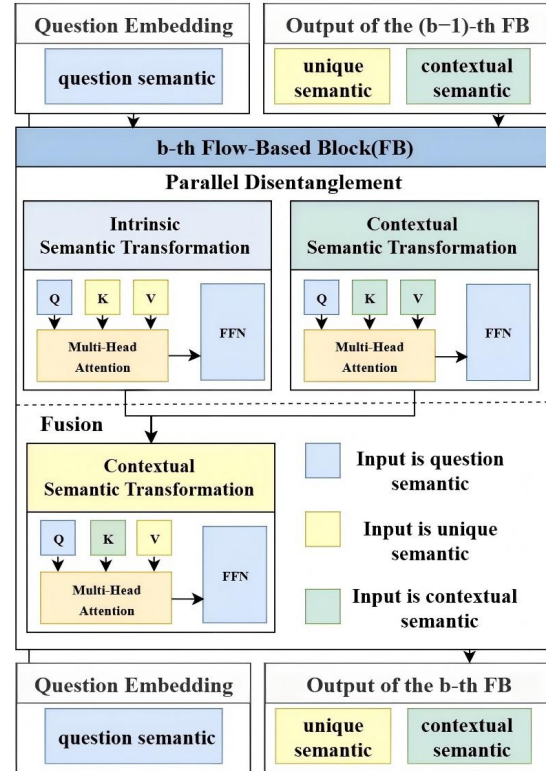 Question Embedding
question semantic
Output of the (b−1)-th FB
unique
semantic
contextual
semantic
b-th Flow-Based Block(FB)
Parallel Disentanglement
Intrinsic
Semantic Transformation
Q K V
Multi-Head
Attention
FFN
Contextual
Semantic Transformation
Q K V
Multi-Head
Attention
FFN
Fusion
Contextual
Semantic Transformation
Q K V
Multi-Head
Attention
FFN
Input is question
semantic
Input is unique
semantic
Input is contextual
semantic
Question Embedding
question semantic
Output of the b-th FB
unique
semantic
contextual
semantic